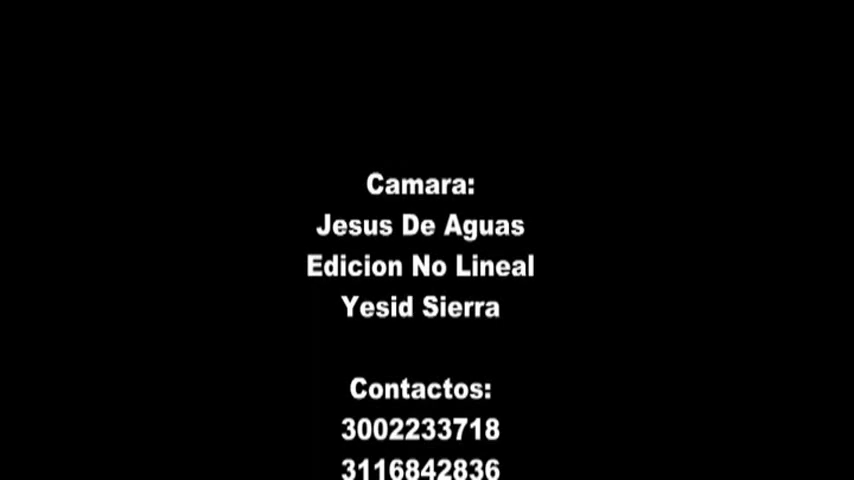 Camara:
Jesus De Aguas
Edicion No Lineal
Yesid Sierra
Contactos:
3002233718
3116842836